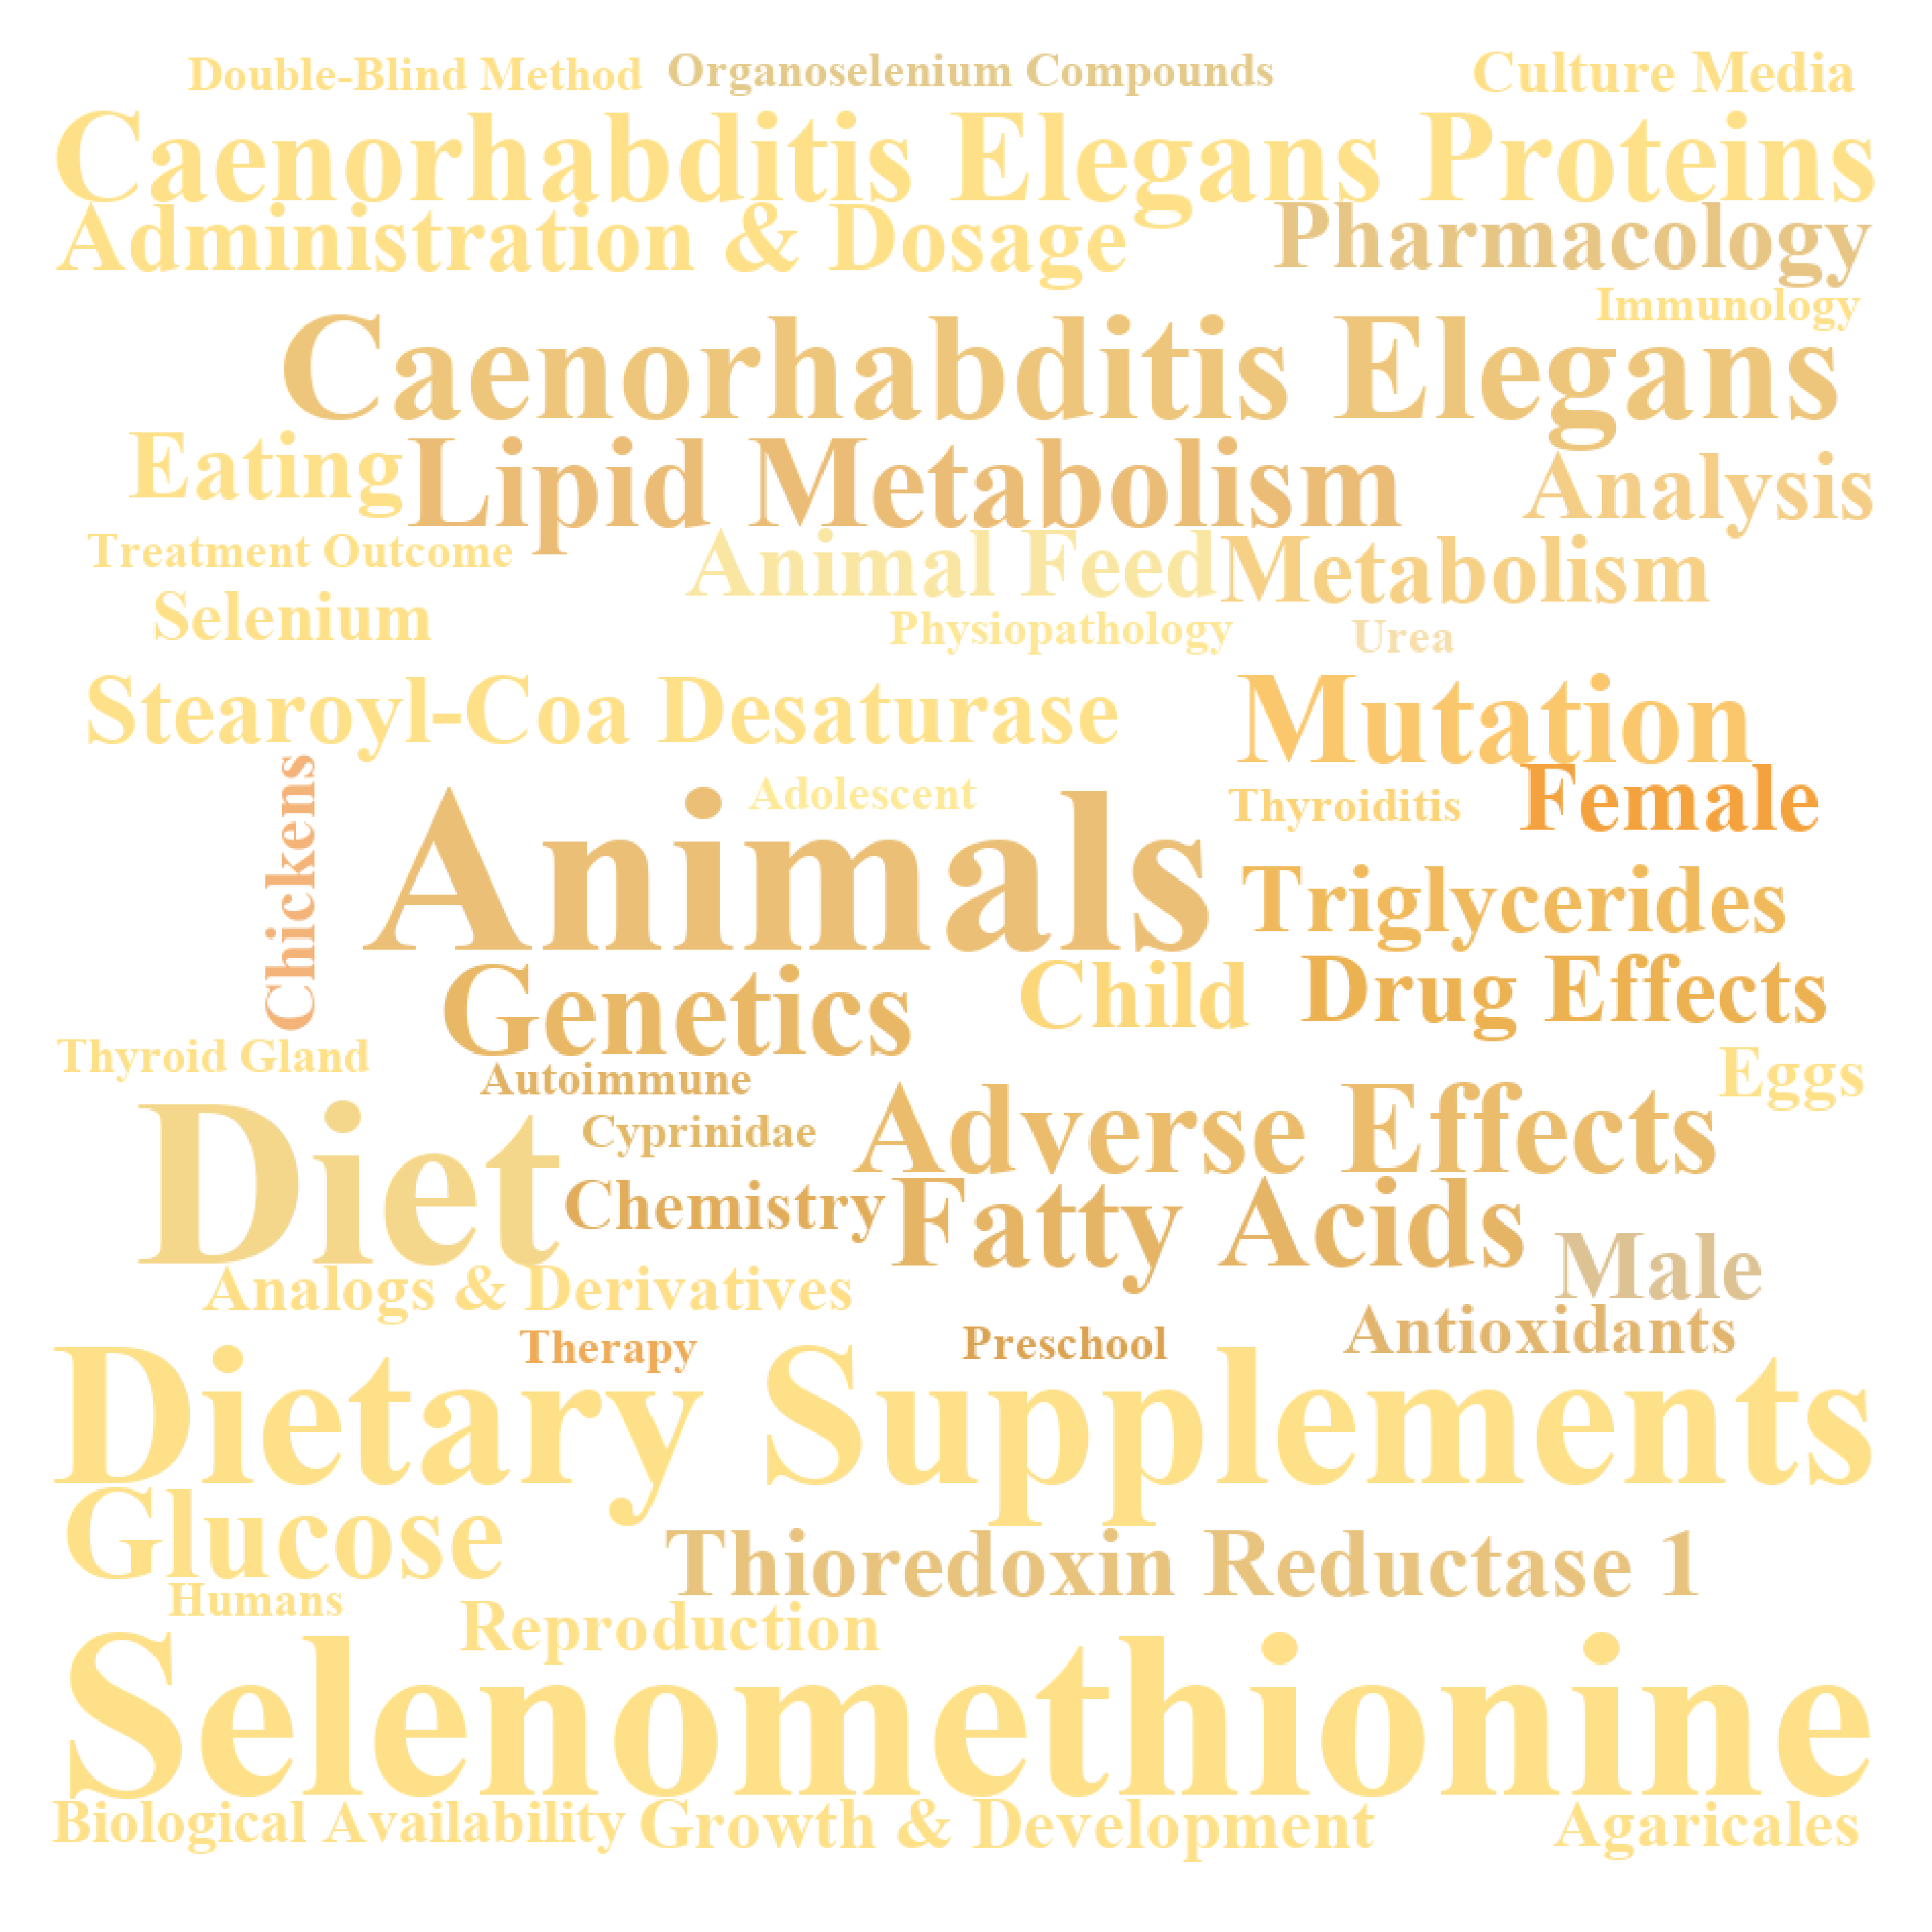 Double-Blind Method
Organoselenium Compounds
Culture Media
Caenorhabditis Elegans Proteins
Administration & Dosage
Pharmacology
Immunology
Caenorhabditis Elegans
Eating
Lipid Metabolism
Analysis
Treatment Outcome
Animal Feed
Metabolism
Selenium
Physiopathology
Urea
Stearoyl-Coa Desaturase
Mutation
Chickens
Adolescent
Thyroiditis
Female
Animals
Triglycerides
Genetics
Child
Drug Effects
Thyroid Gland
Autoimmune
Eggs
Diet
Cyprinidae
Adverse Effects
Chemistry
Fatty Acids
Male
Analogs & Derivatives
Therapy
Preschool
Antioxidants
Dietary Supplements
Glucose
Thioredoxin Reductase 1
Humans
Reproduction
Selenomethionine
Biological Availability
Growth & Development
Agaricales